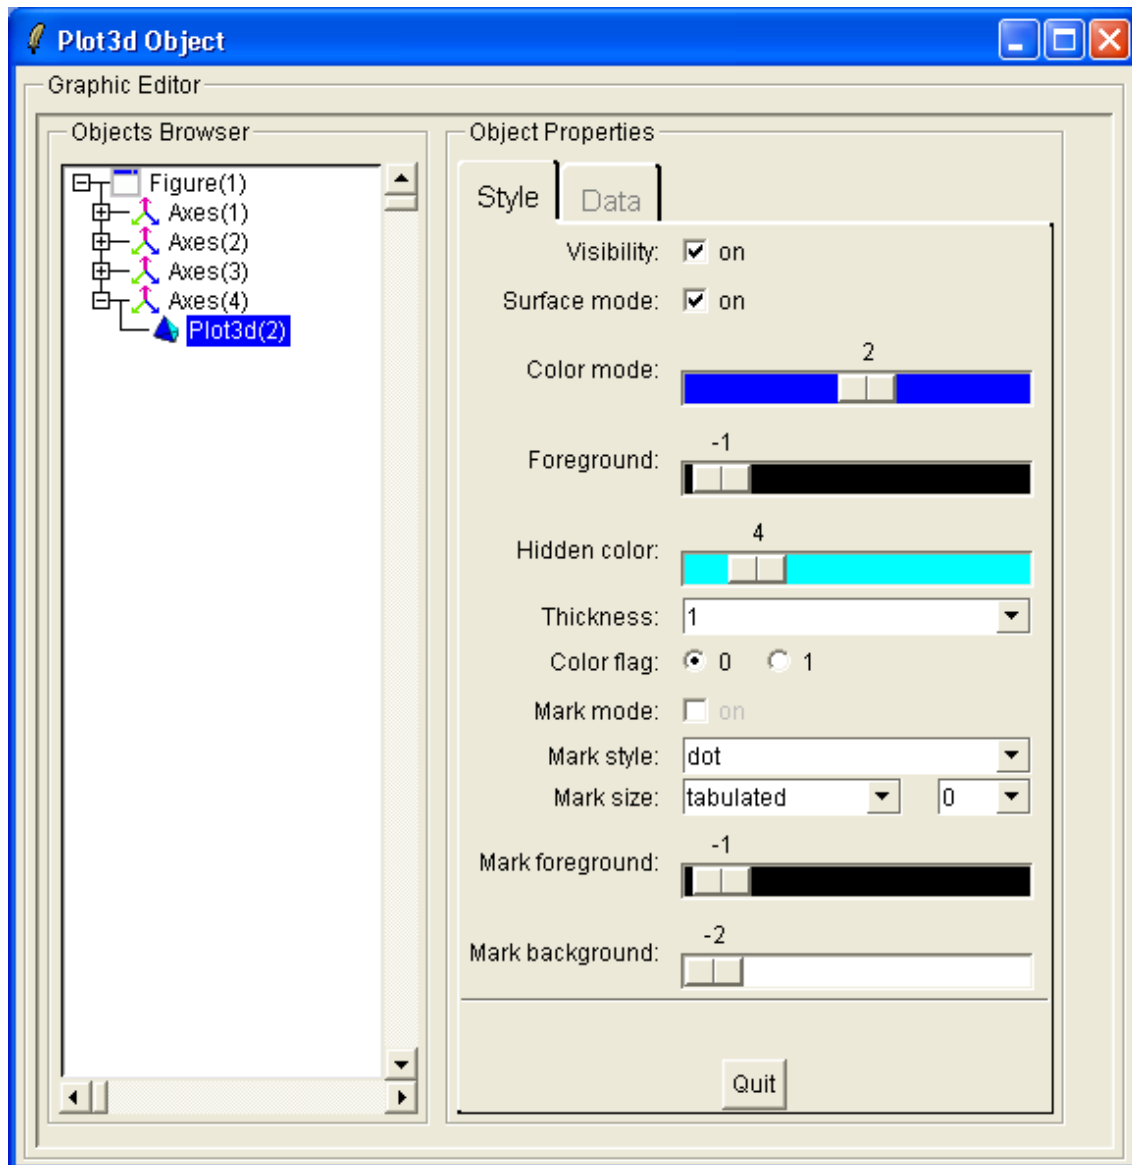 Plot3d Object
Graphic Editor
Objects Browser
Figure(1)
Axes(1)
Axes(2)
Axes(3)
Axes(4)
Plot3d(2)
Object Properties
Style Data
Visibility: on
Surface mode: on
2
Color mode:
-1
Foreground:
4
Hidden color:
Thickness: 1
Color flag: 0 1
Mark mode: on
Mark style: dot
Mark size: tabulated 0
-1
Mark foreground:
-2
Mark background:
Quit